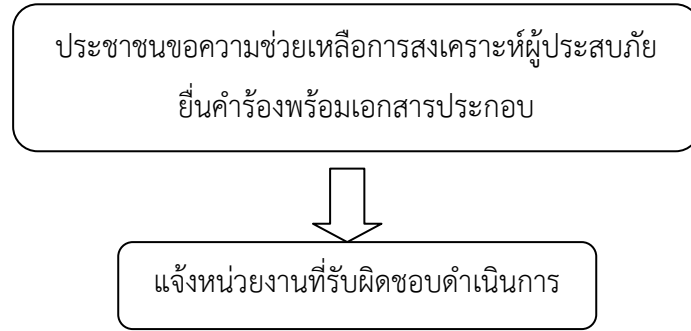 ประชาชนขอความช่วยเหลือการสงเคราะห์ผู้ประสบภัย
ยื่นคำร้องพร้อมเอกสารประกอบ
แจ้งหน่วยงานที่รับผิดชอบดำเนินการ